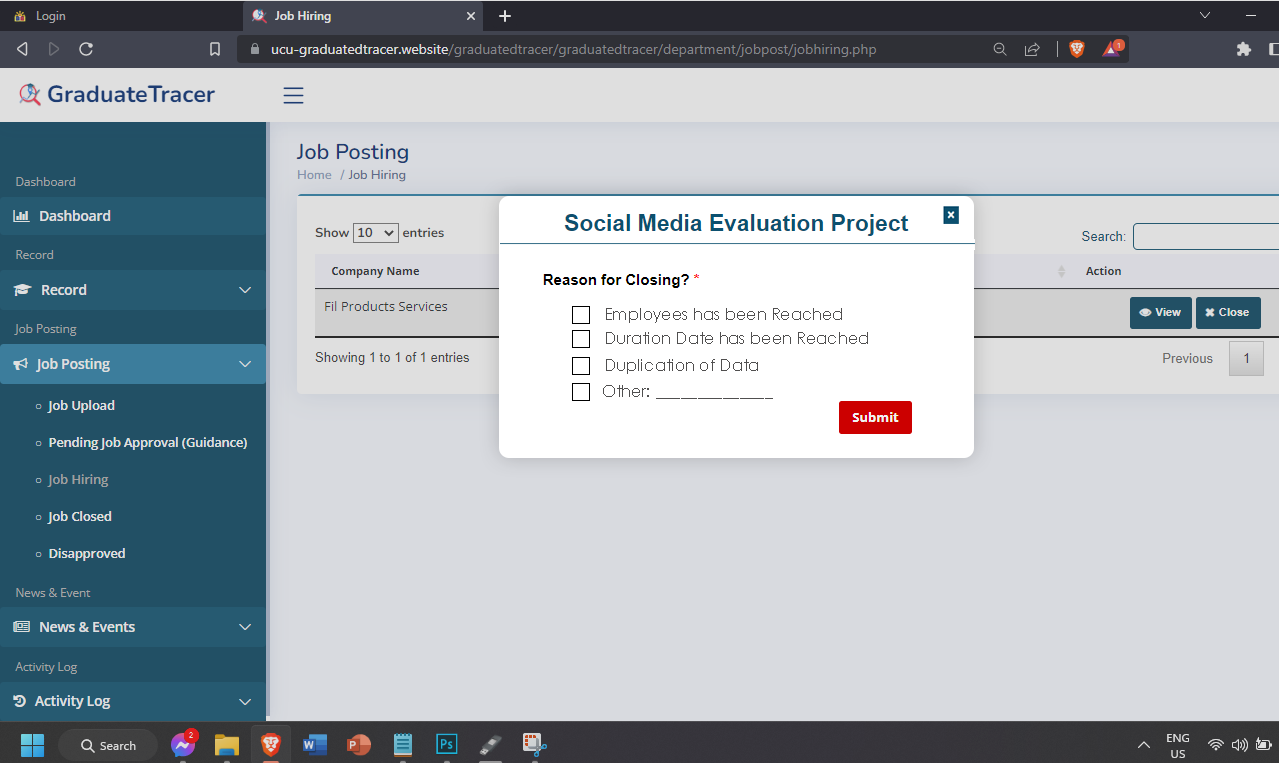 Login
Job Hiring
ucu-graduatedtracer.website/graduatedtracer/graduatedtracer/department/jobpost/jobhiring.php
1
GraduateTracer
Dashboard
Dashboard
Record
Record
Job Posting
Job Posting
Job Upload
Pending Job Approval (Guidance)
Job Hiring
Job Closed
Disapproved
News & Event
News & Events
Activity Log
Activity Log
Job Posting
Home / Job Hiring
Show 10 entries
Search:
Company Name
Action
Fil Products Services
View
Close
Showing 1 to 1 of 1 entries
Previous
1
Social Media Evaluation Project
Reason for Closing? *
Employees has been Reached
Duration Date has been Reached
Duplication of Data
Other: ______________
Submit
Search
2
ENG
US